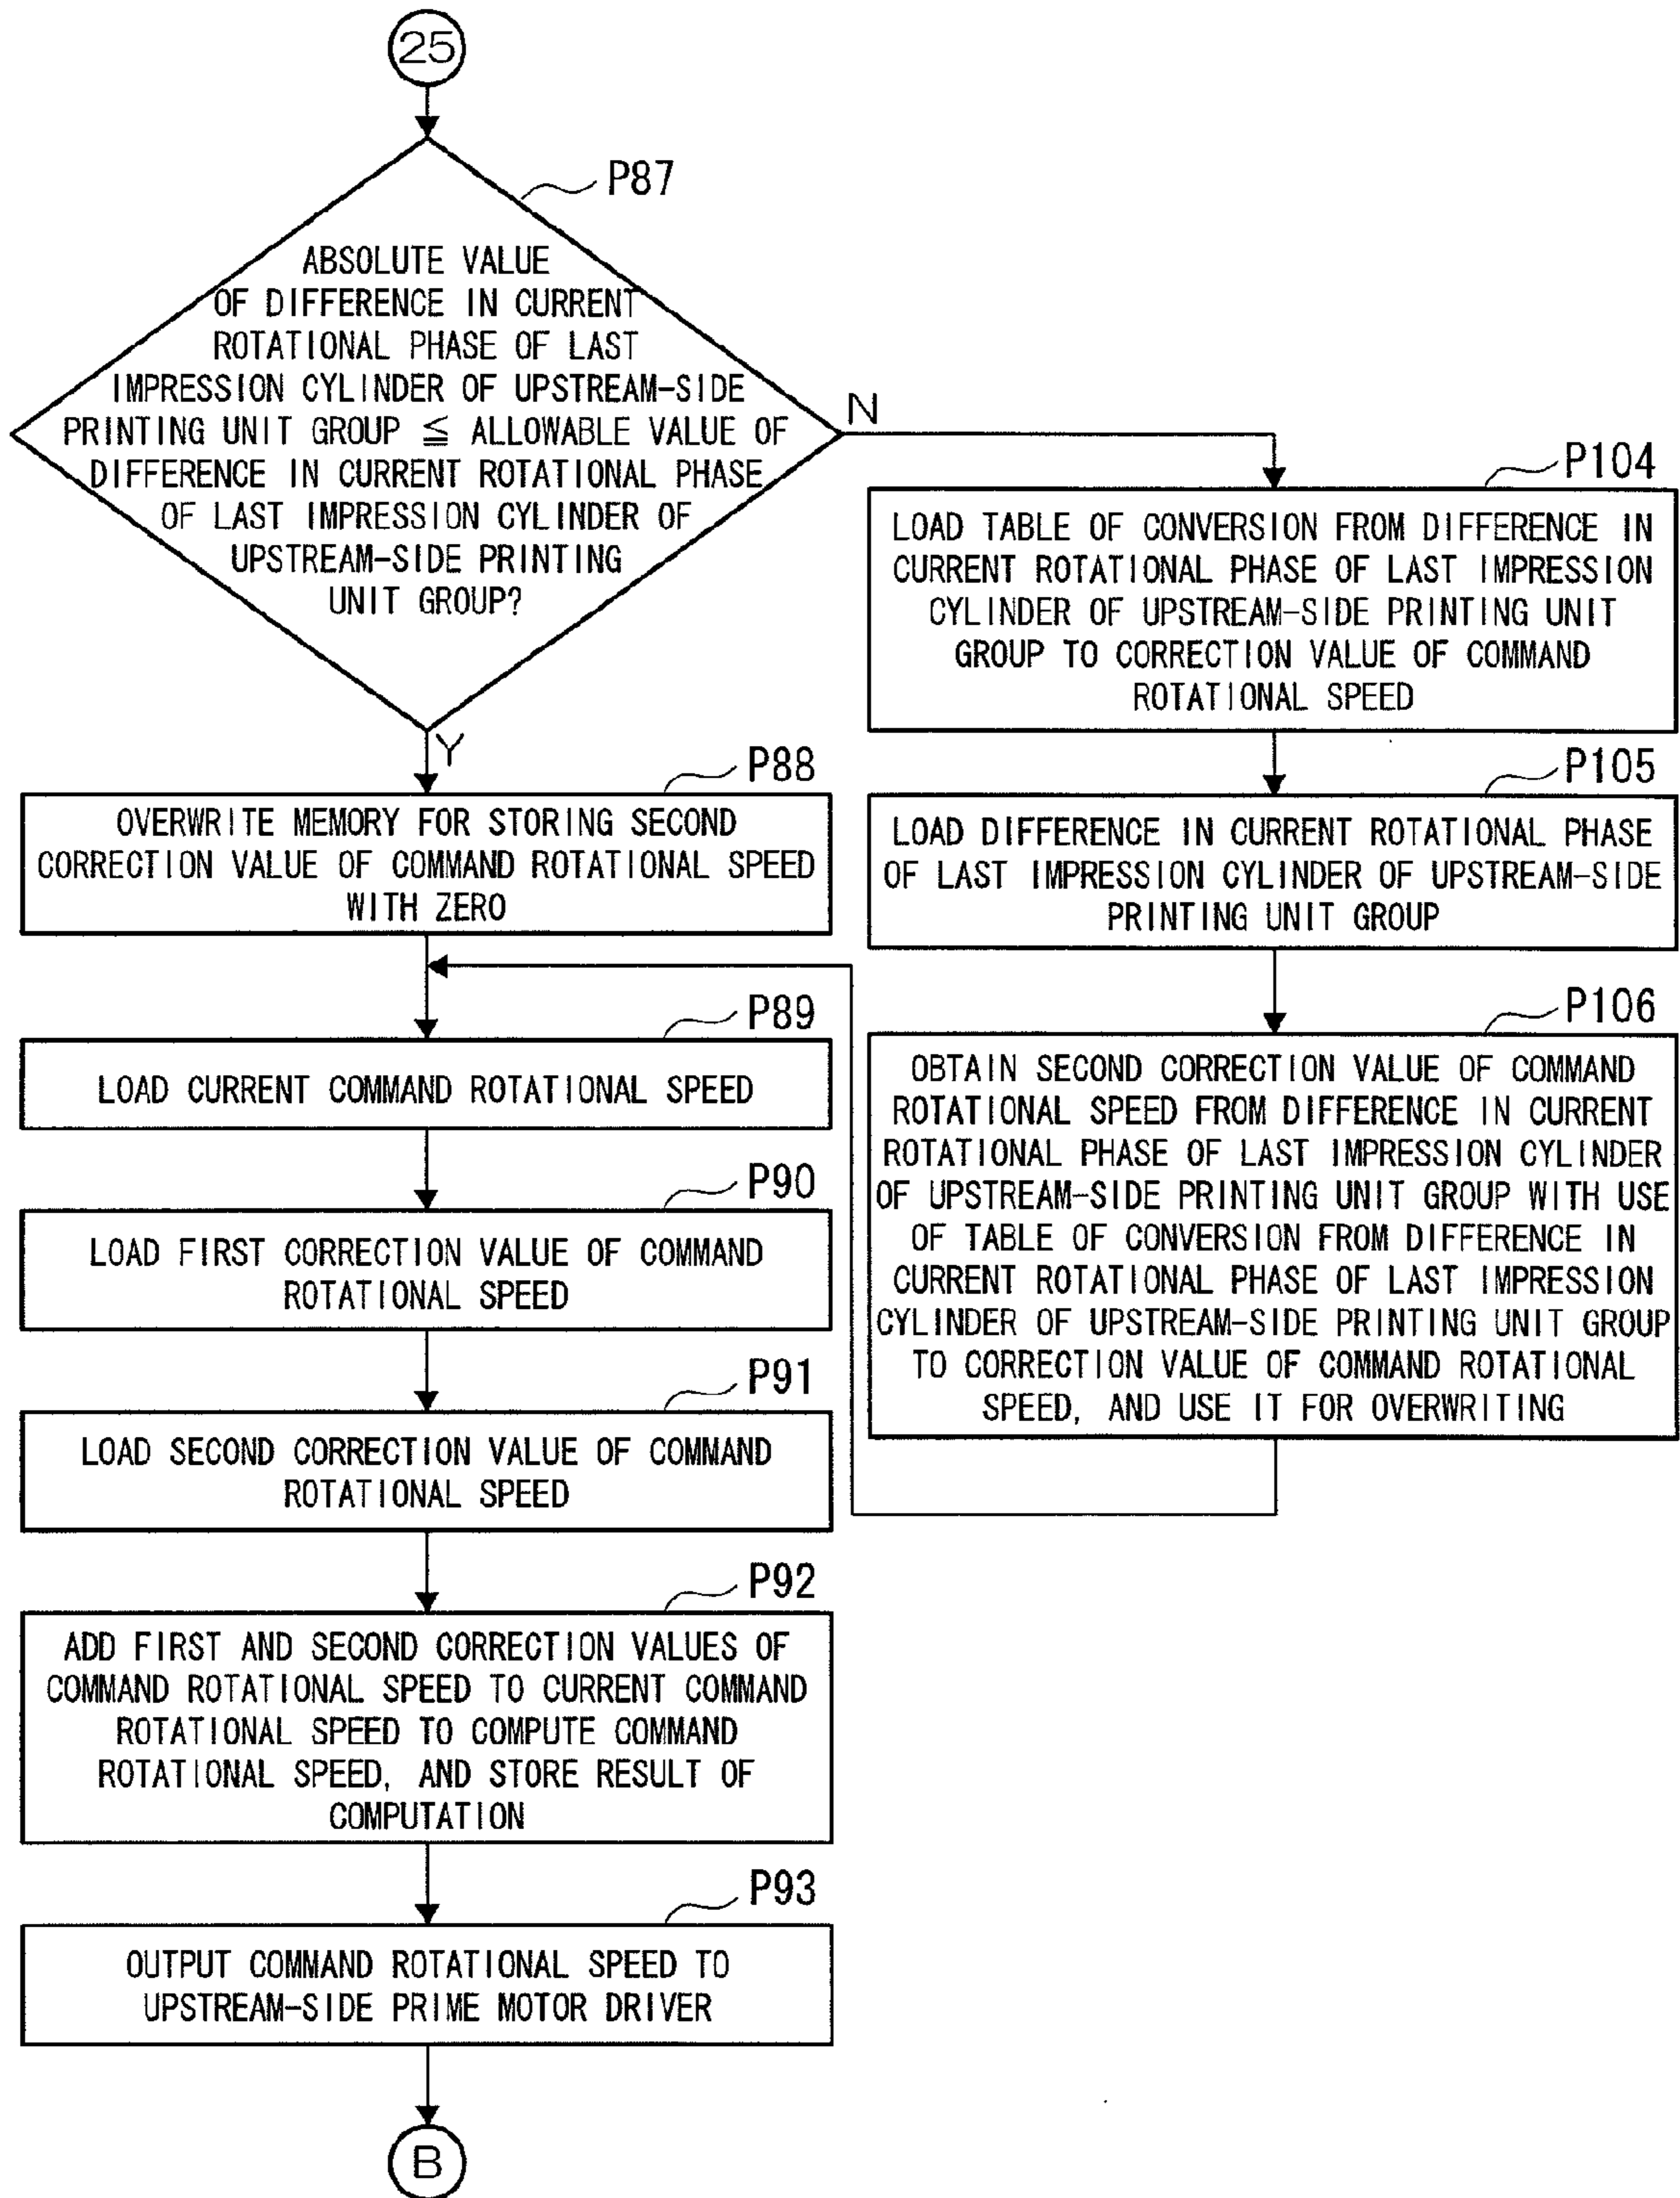 25
P87
ABSOLUTE VALUE
OF DIFFERENCE IN CURRENT
ROTATIONAL PHASE OF LAST
IMPRESSION CYLINDER OF UPSTREAM-SIDE
PRINTING UNIT GROUP ≦ ALLOWABLE VALUE OF
DIFFERENCE IN CURRENT ROTATIONAL PHASE
OF LAST IMPRESSION CYLINDER OF
UPSTREAM-SIDE PRINTING
UNIT GROUP?
N
Y
P88
OVERWRITE MEMORY FOR STORING SECOND
CORRECTION VALUE OF COMMAND ROTATIONAL SPEED
WITH ZERO
P89
LOAD CURRENT COMMAND ROTATIONAL SPEED
P90
LOAD FIRST CORRECTION VALUE OF COMMAND
ROTATIONAL SPEED
P91
LOAD SECOND CORRECTION VALUE OF COMMAND
ROTATIONAL SPEED
P92
ADD FIRST AND SECOND CORRECTION VALUES OF
COMMAND ROTATIONAL SPEED TO CURRENT COMMAND
ROTATIONAL SPEED TO COMPUTE COMMAND
ROTATIONAL SPEED, AND STORE RESULT OF
COMPUTATION
P93
OUTPUT COMMAND ROTATIONAL SPEED TO
UPSTREAM-SIDE PRIME MOTOR DRIVER
B
P104
LOAD TABLE OF CONVERSION FROM DIFFERENCE IN
CURRENT ROTATIONAL PHASE OF LAST IMPRESSION
CYLINDER OF UPSTREAM-SIDE PRINTING UNIT
GROUP TO CORRECTION VALUE OF COMMAND
ROTATIONAL SPEED
P105
LOAD DIFFERENCE IN CURRENT ROTATIONAL PHASE
OF LAST IMPRESSION CYLINDER OF UPSTREAM-SIDE
PRINTING UNIT GROUP
P106
OBTAIN SECOND CORRECTION VALUE OF COMMAND
ROTATIONAL SPEED FROM DIFFERENCE IN CURRENT
ROTATIONAL PHASE OF LAST IMPRESSION CYLINDER
OF UPSTREAM-SIDE PRINTING UNIT GROUP WITH USE
OF TABLE OF CONVERSION FROM DIFFERENCE IN
CURRENT ROTATIONAL PHASE OF LAST IMPRESSION
CYLINDER OF UPSTREAM-SIDE PRINTING UNIT GROUP
TO CORRECTION VALUE OF COMMAND ROTATIONAL
SPEED, AND USE IT FOR OVERWRITING